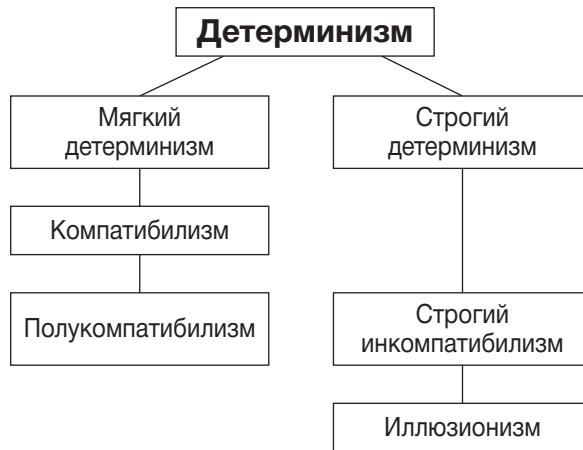 Детерминизм
Мягкий
детерминизм
Строгий
детерминизм
Компатибилизм
Полукомпатибилизм
Строгий
инкомпатибилизм
Иллюзионизм